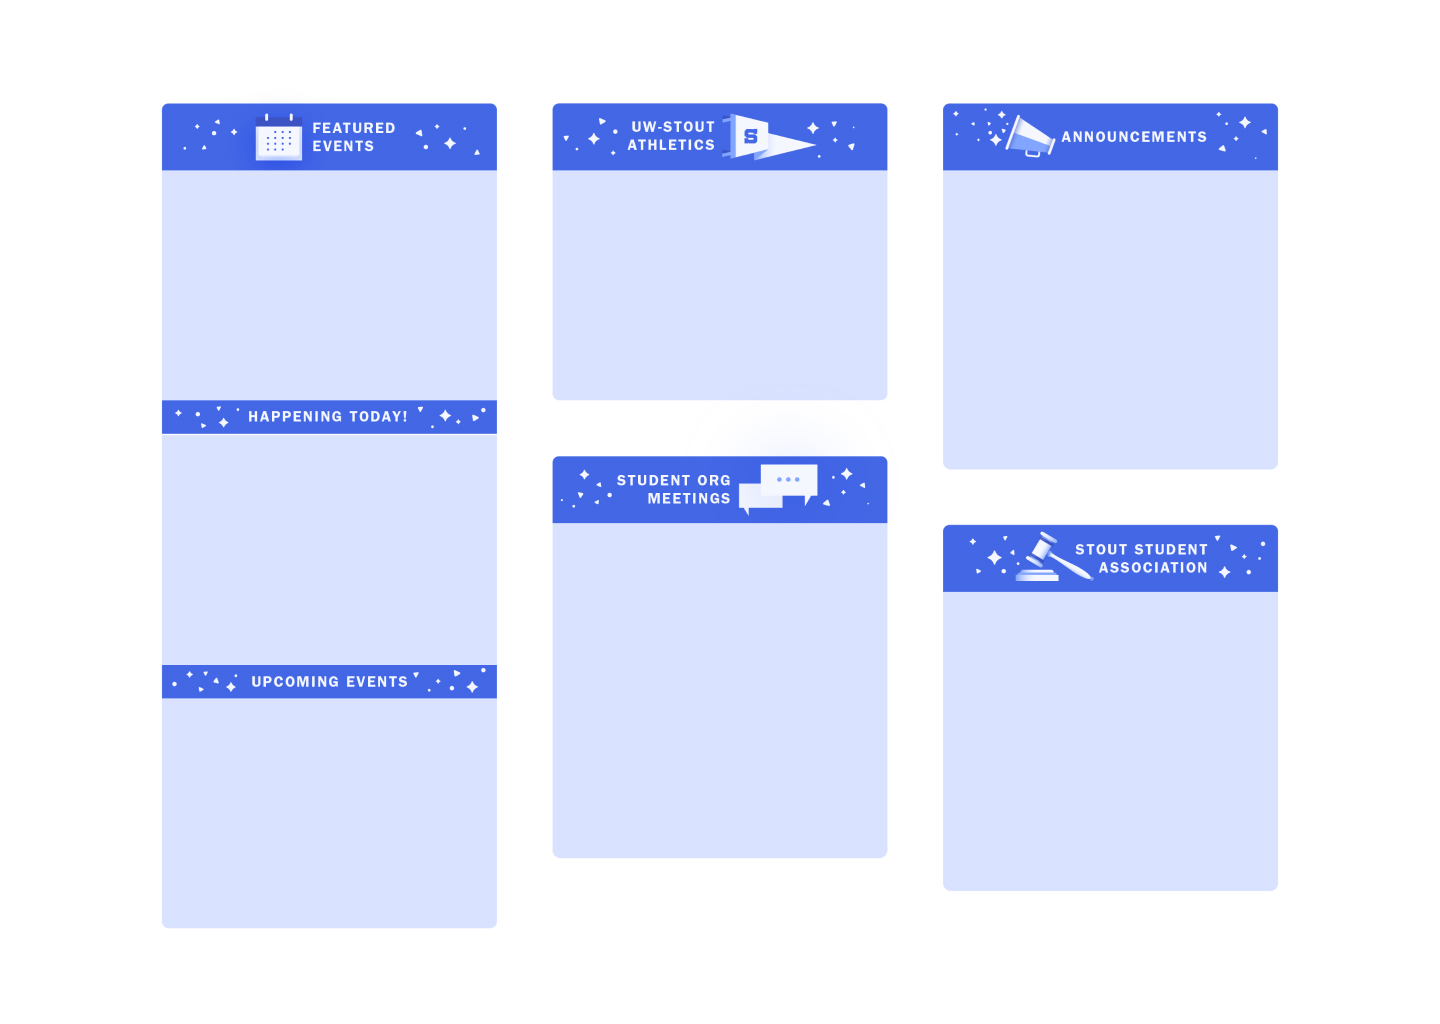 FEATURED
EVENTS
HAPPENING TODAY!
UPCOMING EVENTS
UW-STOUT
ATHLETICS
S
STUDENT ORG
MEETINGS
ANNOUNCEMENTS
STOUT STUDENT
ASSOCIATION